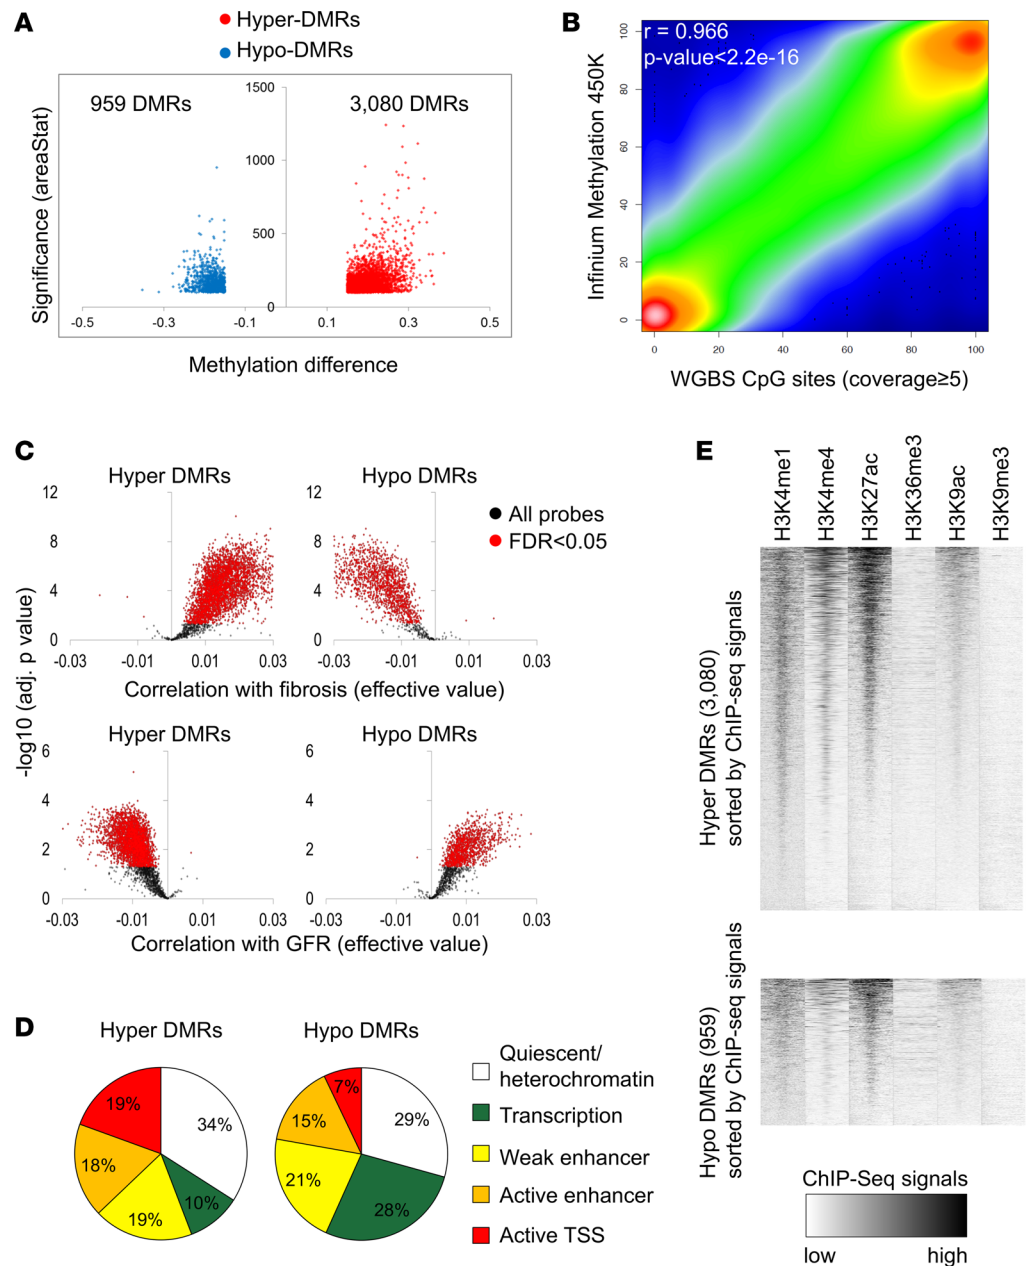 A
Hyper-DMRs
Hypo-DMRs
959 DMRs
3,080 DMRs
1500
1000
500
0
-0.5
-0.3
-0.1
0.1
0.3
0.5
Significance (areaStat)
Methylation difference
B
r = 0.966
p-value<2.2e-16
Infinium Methylation 450K
100
80
60
40
20
0
0
20
40
60
80
100
WGBS CpG sites (coverage≥5)
C
Hyper DMRs
Hypo DMRs
All probes
FDR<0.05
12
8
4
0
-0.03
-0.01
0.01
0.03
12
8
4
0
-0.03
-0.01
0.01
0.03
Correlation with fibrosis (effective value)
-log10 (adj. p value)
Hyper DMRs
Hypo DMRs
6
4
2
0
-0.03
-0.01
0.01
0.03
6
4
2
0
-0.03
-0.01
0.01
0.03
Correlation with GFR (effective value)
D
Hyper DMRs
Hypo DMRs
34%
10%
19%
18%
19%
29%
28%
21%
15%
7%
Quiescent/
heterochromatin
Transcription
Weak enhancer
Active enhancer
Active TSS
E
H3K4me1
H3K4me4
H3K27ac
H3K36me3
H3K9ac
H3K9me3
Hyper DMRs (3,080)
sorted by ChIP-seq signals
Hypo DMRs (959)
sorted by ChIP-seq signals
ChIP-Seq signals
low
high